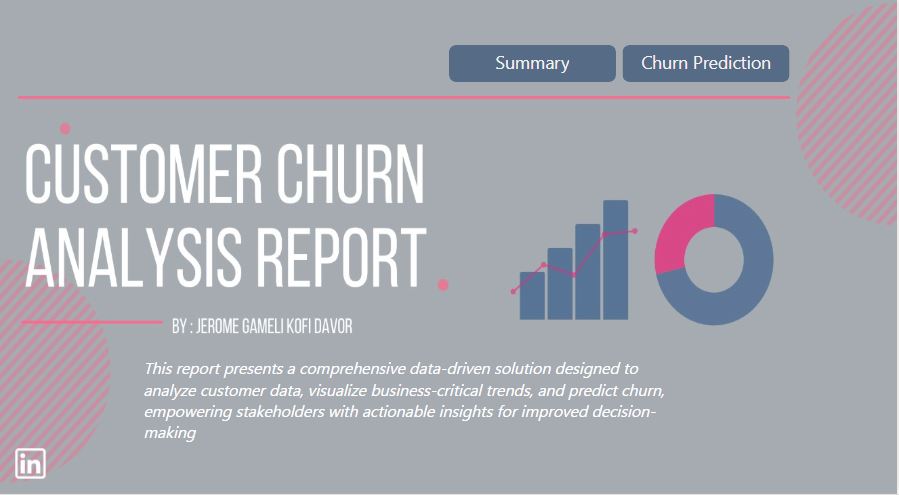 Summary
Churn Prediction
CUSTOMER CHURN
ANALYSIS REPORT
BY : JEROME GAMELI KOFI DAVOR
This report presents a comprehensive data-driven solution designed to
analyze customer data, visualize business-critical trends, and predict churn,
empowering stakeholders with actionable insights for improved decision-
making
in